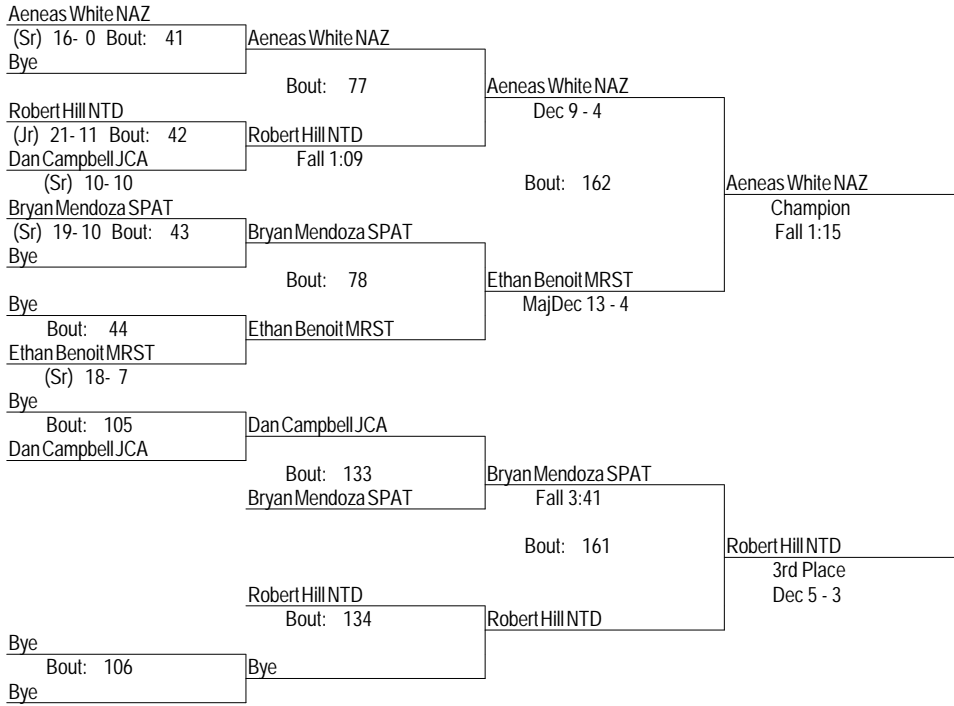 Aeneas White NAZ
(Sr) 16- 0 Bout: 41
Aeneas White NAZ
Bye
Bout: 77
Aeneas White NAZ
Robert Hill NTD
Dec 9 - 4
(Jr) 21- 11 Bout: 42
Robert Hill NTD
Dan Campbell JCA
Fall 1:09
(Sr) 10- 10
Bout: 162
Aeneas White NAZ
Bryan Mendoza SPAT
Champion
(Sr) 19- 10 Bout: 43
Bryan Mendoza SPAT
Fall 1:15
Bye
Bout: 78
Ethan Benoit MRST
Bye
MajDec 13 - 4
Bout: 44
Ethan Benoit MRST
Ethan Benoit MRST
(Sr) 18- 7
Bye
Bout: 105
Dan Campbell JCA
Dan Campbell JCA
Bout: 133
Bryan Mendoza SPAT
Bryan Mendoza SPAT
Fall 3:41
Bout: 161
Robert Hill NTD
3rd Place
Robert Hill NTD
Dec 5 - 3
Bout: 134
Robert Hill NTD
Bye
Bout: 106
Bye
Bye